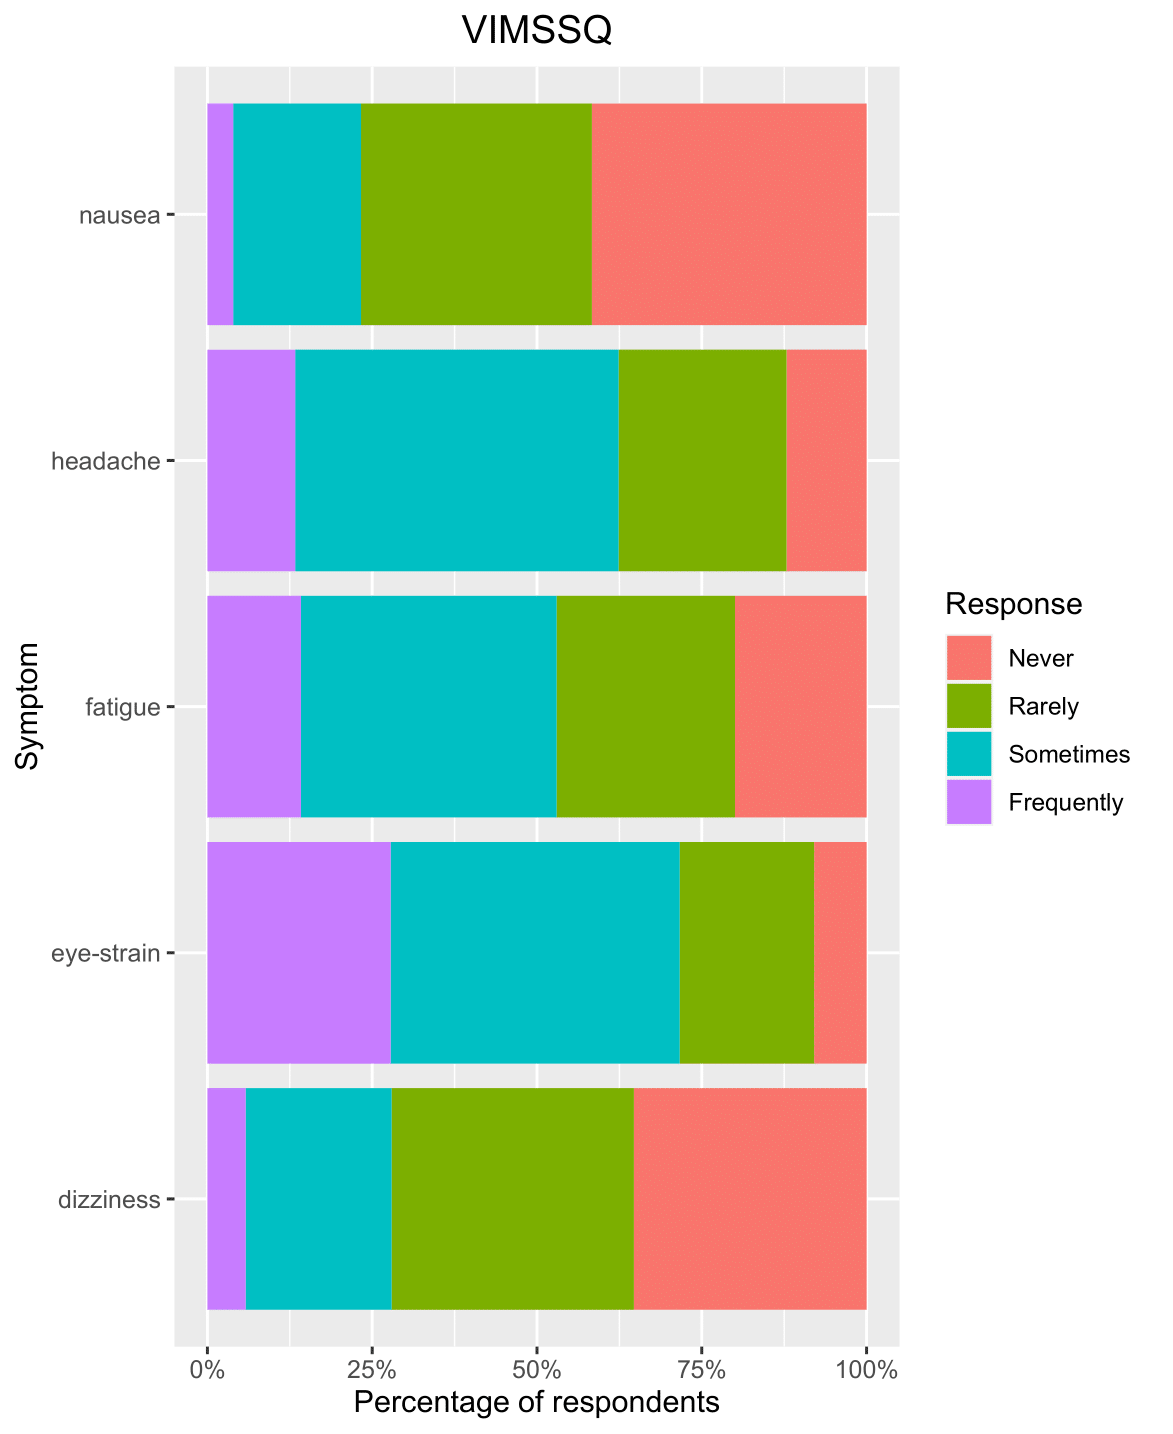 VIMSSQ
nausea
headache
fatigue
eye-strain
dizziness
Symptom
0% 25% 50% 75% 100%
Percentage of respondents
Response
Never
Rarely
Sometimes
Frequently